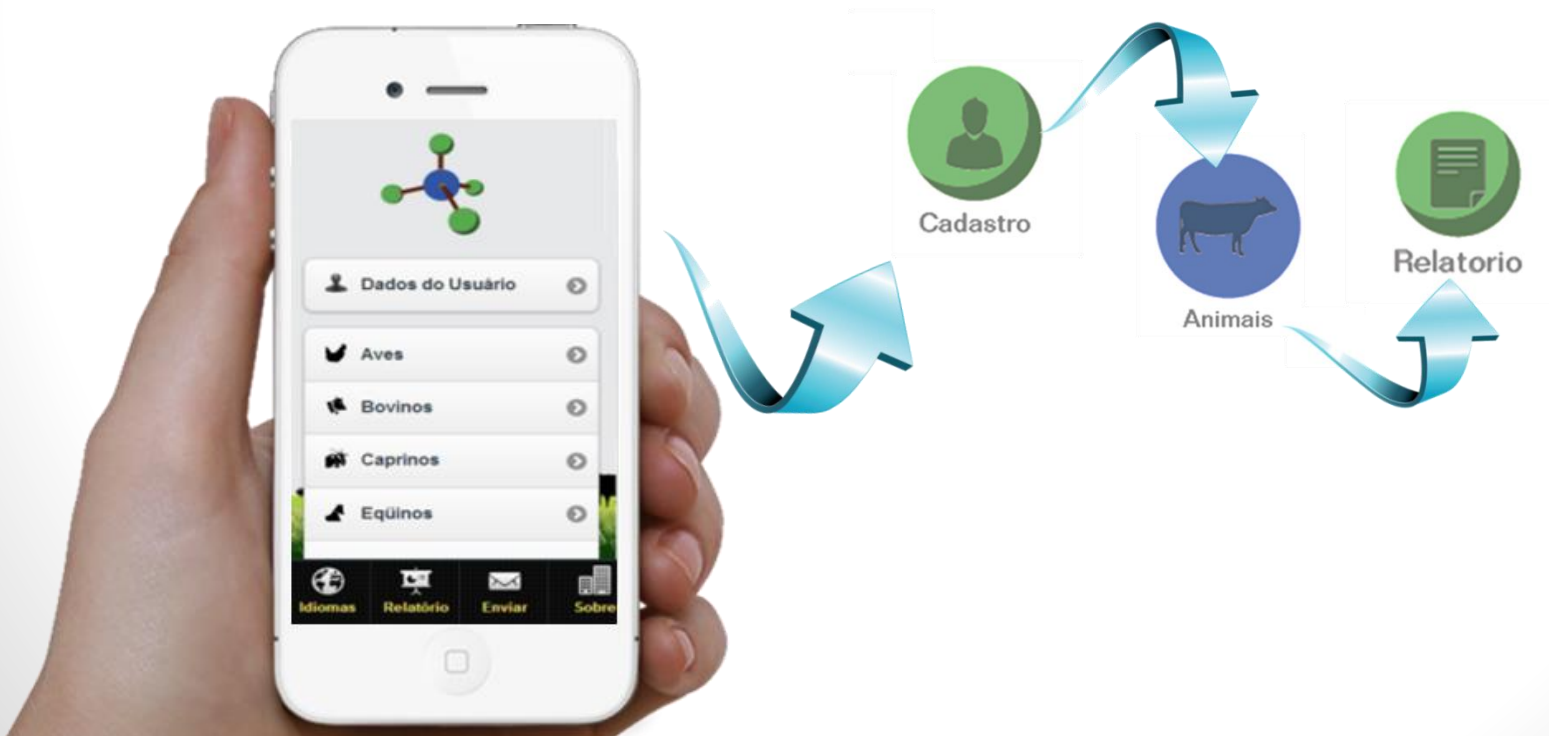 Dados do Usuário
Aves
Bovinos
Caprinos
Eqüinos
Idiomas Relatório Enviar Sobre
Cadastro
Animais
Relatorio